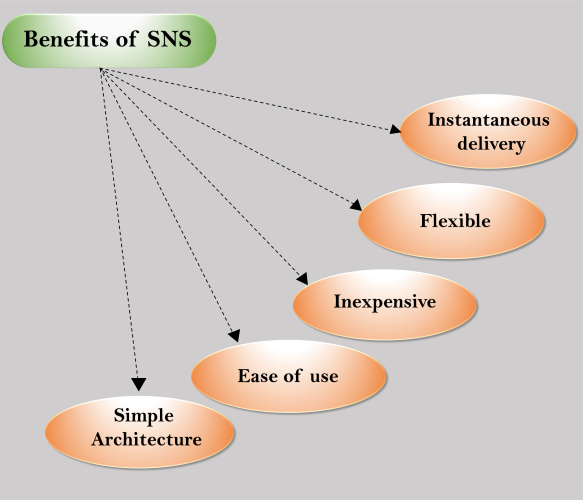 Benefits of SNS
Instantaneous
delivery
Flexible
Inexpensive
Ease of use
Simple
Architecture